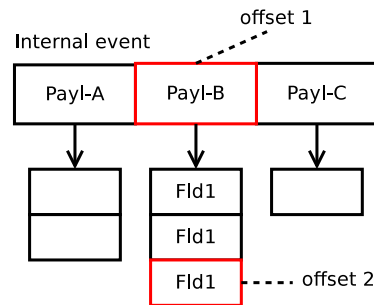 offset 1
Internal event
Payl-A Payl-B Payl-C
Fld1
Fld1
Fld1
offset 2